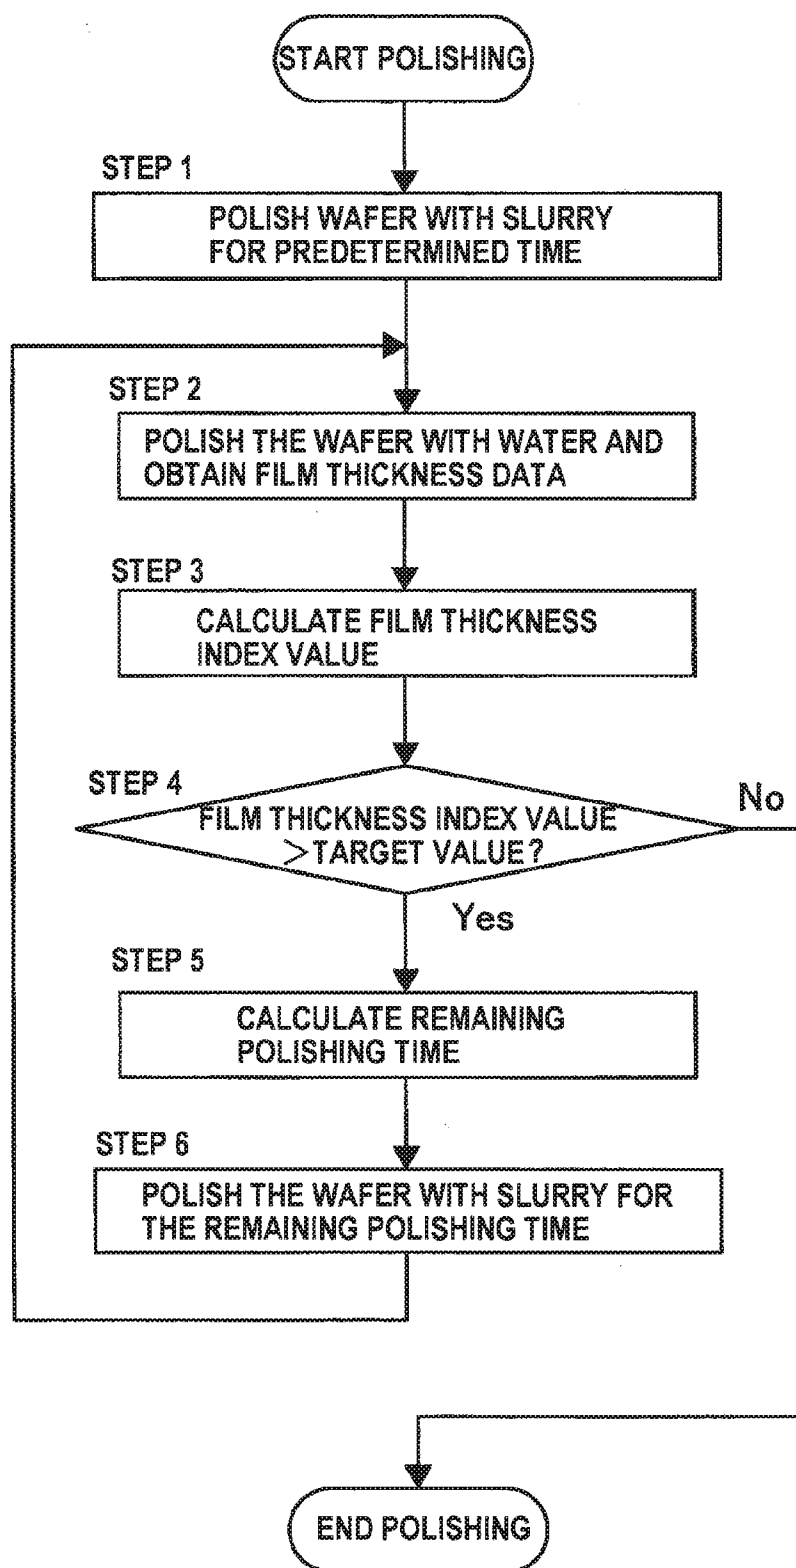 START POLISHING
STEP 1
POLISH WAFER WITH SLURRY
FOR PREDETERMINED TIME
STEP 2
POLISH THE WAFER WITH WATER AND
OBTAIN FILM THICKNESS DATA
STEP 3
CALCULATE FILM THICKNESS
INDEX VALUE
STEP 4
FILM THICKNESS INDEX VALUE
>TARGET VALUE?
No
Yes
STEP 5
CALCULATE REMAINING
POLISHING TIME
STEP 6
POLISH THE WAFER WITH SLURRY FOR
THE REMAINING POLISHING TIME
END POLISHING